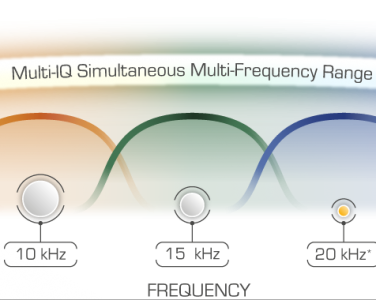 Multi-IQ Simultaneous Multi-Frequency Range
10 kHz 15 kHz 20 kHz*
FREQUENCY